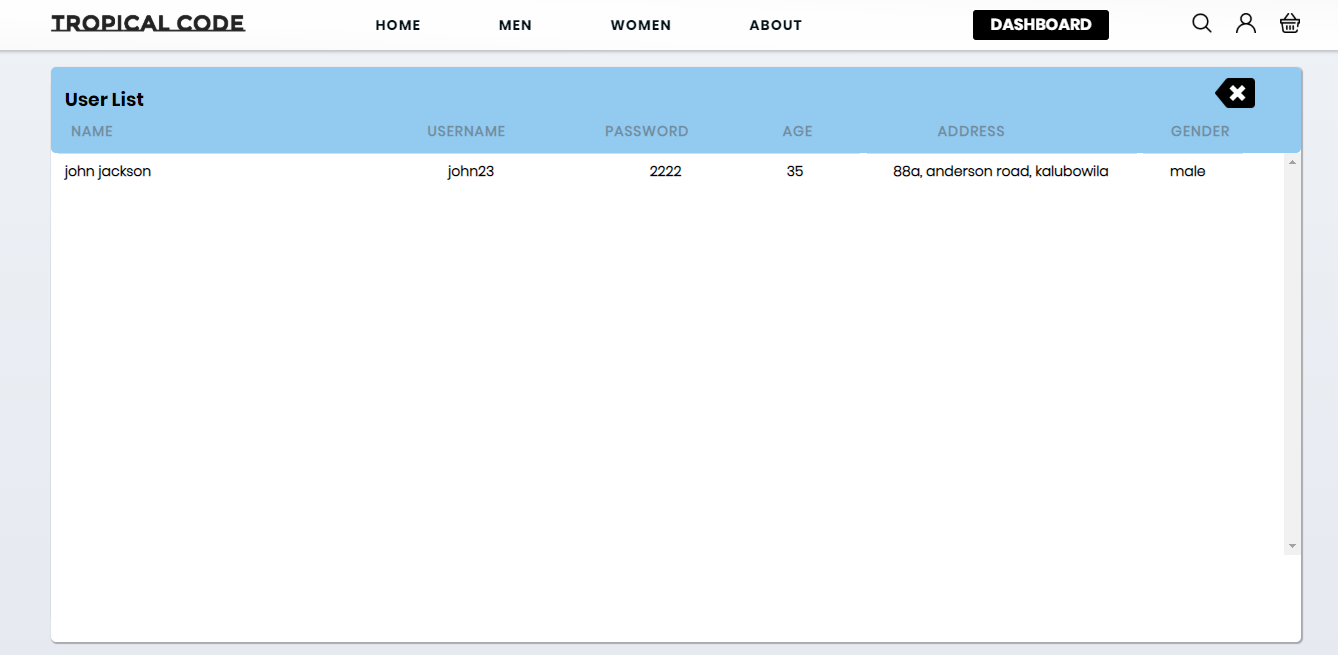 TROPICAL CODE HOME MEN WOMEN ABOUT DASHBOARD
User List
NAME USERNAME PASSWORD AGE ADDRESS GENDER
john jackson john23 2222 35 88a, anderson road, kalubowila male